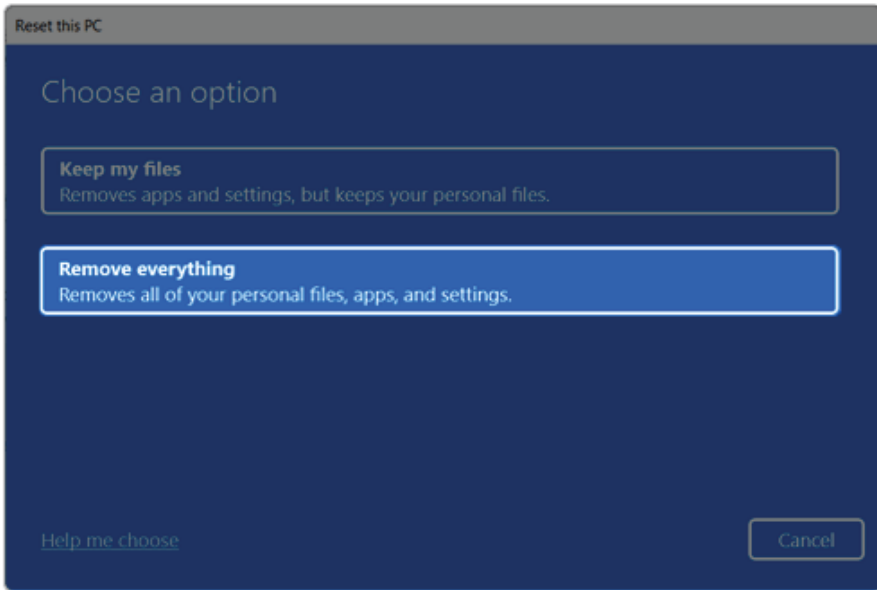 Reset this PC
Choose an option
Keep my files
Removes apps and settings, but keeps your personal files.
Remove everything
Removes all of your personal files, apps, and settings.
Help me choose
Cancel